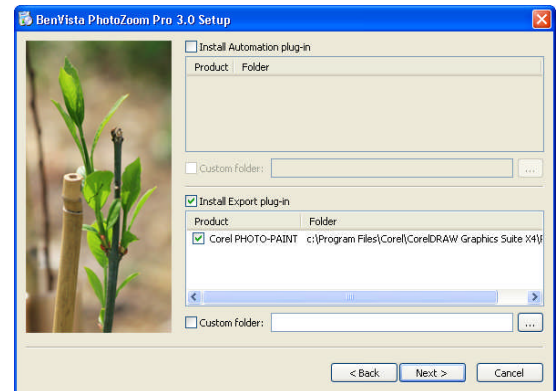 BenVista PhotoZoom Pro 3.0 Setup
Install Automation plug-in
Product Folder
Custom folder: ...
Install Export plug-in
Product Folder
Corel PHOTO-PAINT c:\Program Files\Corel\CorelDRAW Graphics Suite X4\
Custom folder: ...
< Back Next > Cancel